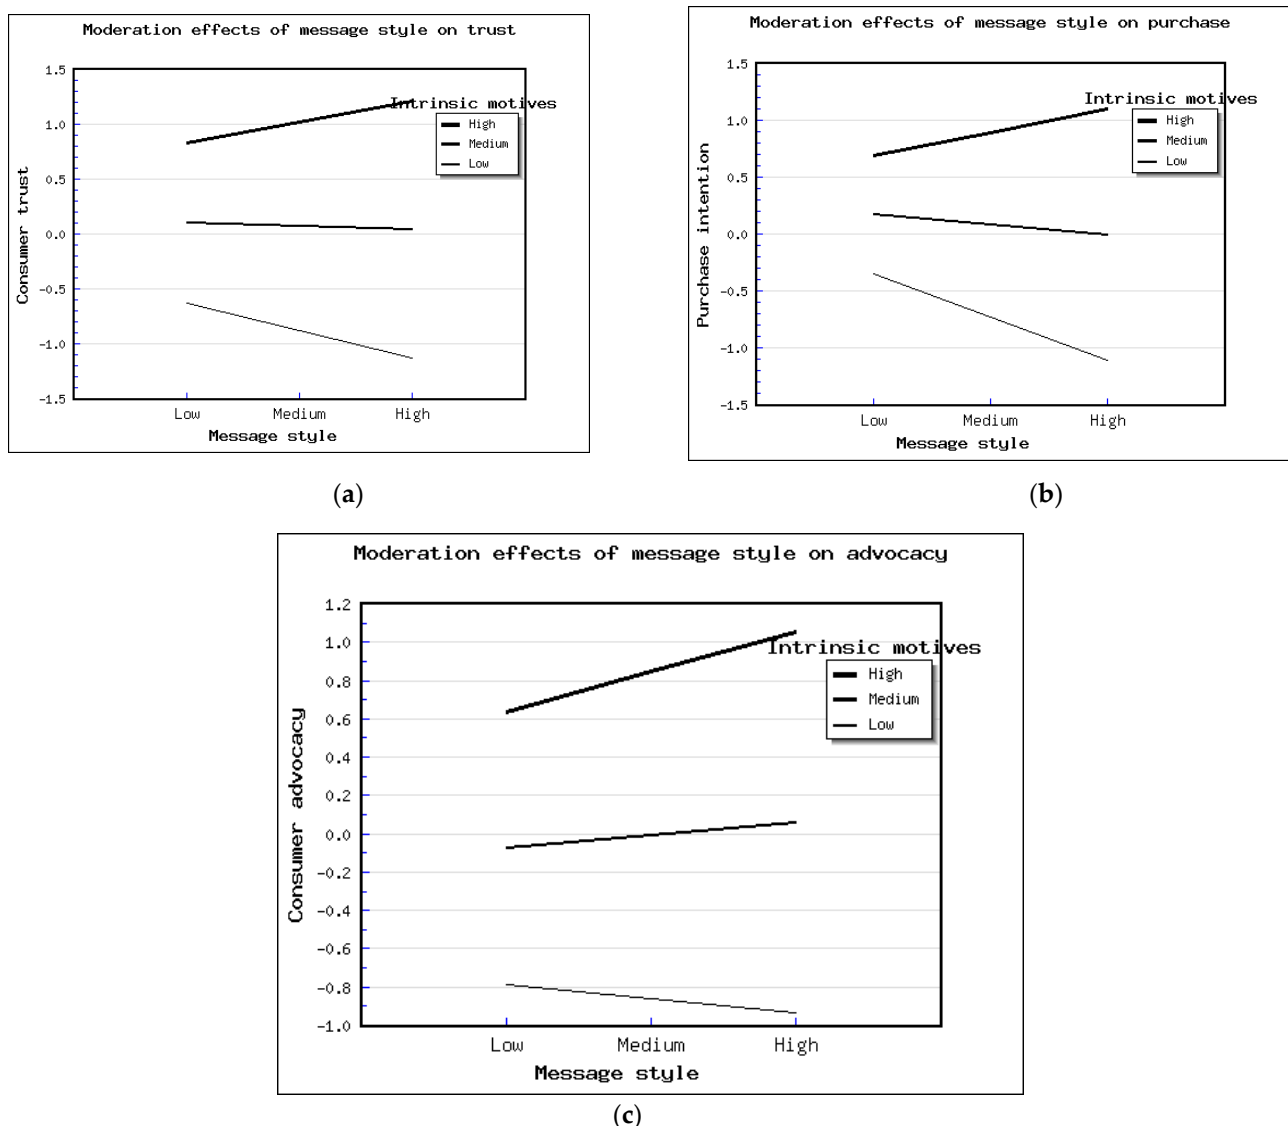 Moderation effects of message style on trust
1.5
1.0
0.5
0.0
-0.5
-1.0
-1.5
Consumer trust
Intrinsic motives
High
Medium
Low
Low Medium High
Message style
(a)
Moderation effects of message style on purchase
1.5
1.0
0.5
0.0
-0.5
-1.0
-1.5
Purchase intention
Intrinsic motives
High
Medium
Low
Low Medium High
Message style
(b)
Moderation effects of message style on advocacy
1.2
1.0
0.8
0.6
0.4
0.2
0.0
-0.2
-0.4
-0.6
-0.8
-1.0
Consumer advocacy
Intrinsic motives
High
Medium
Low
Low Medium High
Message style
(c)